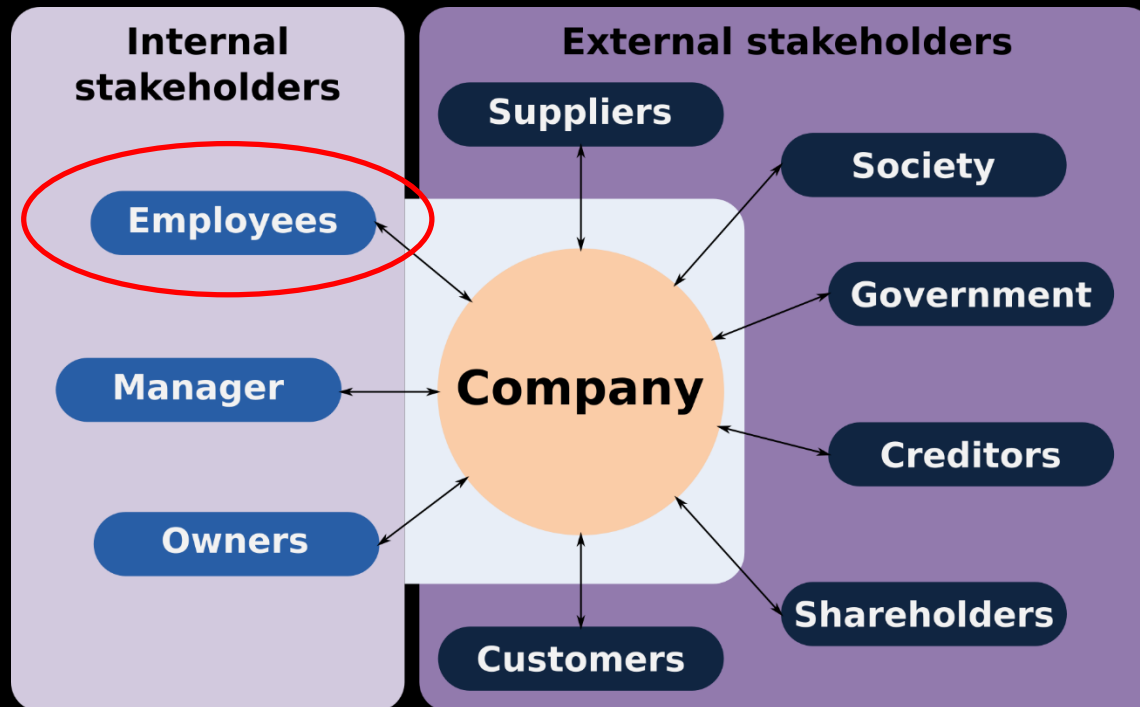 Internal
stakeholders
External stakeholders
Suppliers
Society
Employees
Government
Manager
Company
Creditors
Owners
Shareholders
Customers